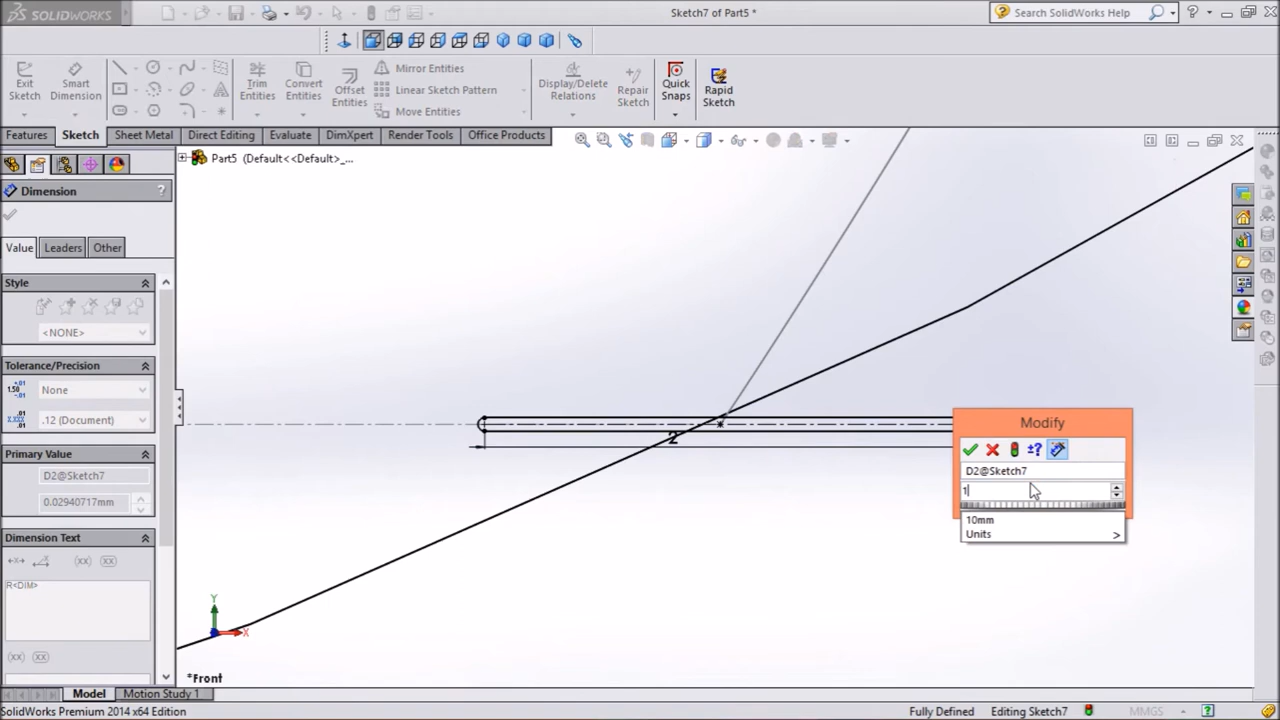 SOLIDWORKS
Sketch7 of Part5 *
Search SolidWorks Help
Exit Sketch
Smart Dimension
Trim Entities
Convert Entities
Offset Entities
Mirror Entities
Linear Sketch Pattern
Move Entities
Display/Delete Relations
Repair Sketch
Quick Snaps
Rapid Sketch
Features
Sketch
Sheet Metal
Direct Editing
Evaluate
DimXpert
Render Tools
Office Products
Part5 (Default<<Default>_...
Dimension
?
Value
Leaders
Other
Style
<NONE>
Tolerance/Precision
None
.12 (Document)
Primary Value
D2@Sketch7
0.02940717mm
Dimension Text
R<DIM>
2
Modify
D2@Sketch7
1
10mm
Units >
Y
X
*Front
Model
Motion Study 1
SolidWorks Premium 2014 x64 Edition
Fully Defined
Editing Sketch7
MMGS